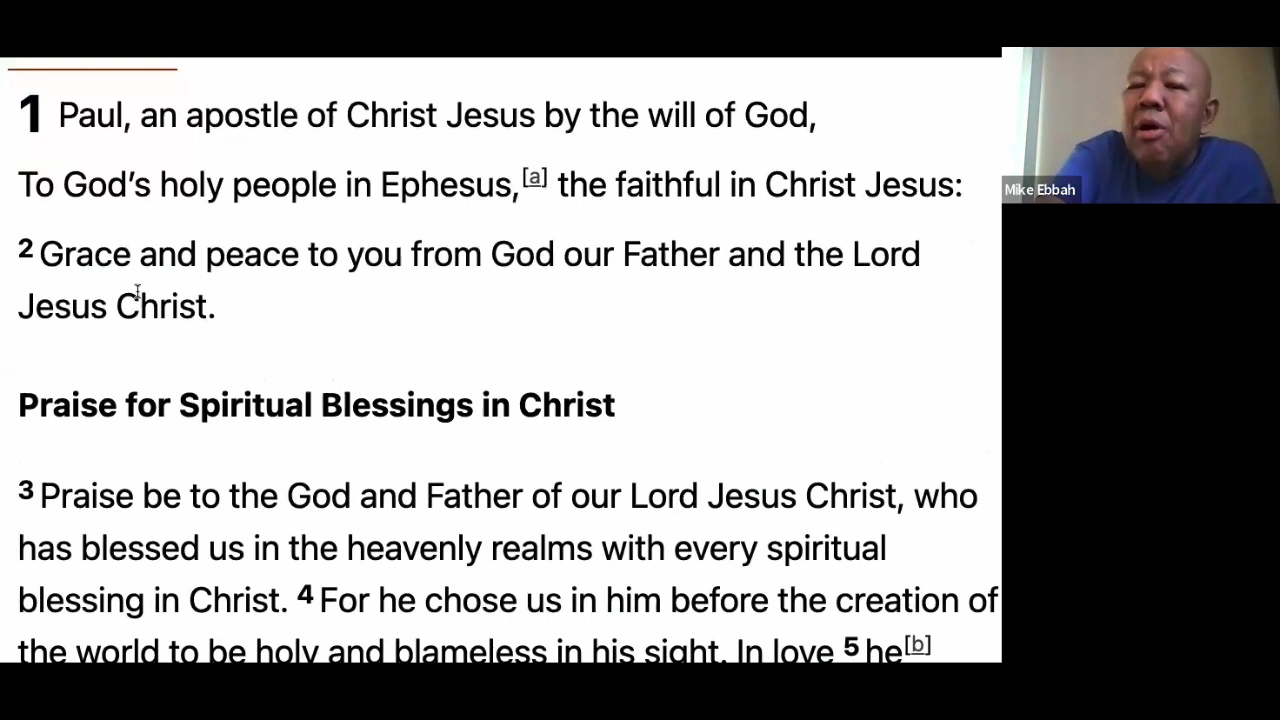 1 Paul, an apostle of Christ Jesus by the will of God,
To God’s holy people in Ephesus,[a] the faithful in Christ Jesus:
2 Grace and peace to you from God our Father and the Lord
Jesus Christ.
Praise for Spiritual Blessings in Christ
3 Praise be to the God and Father of our Lord Jesus Christ, who
has blessed us in the heavenly realms with every spiritual
blessing in Christ. 4 For he chose us in him before the creation of
the world to be holy and blameless in his sight. In love 5 he[b]
Mike Ebbah